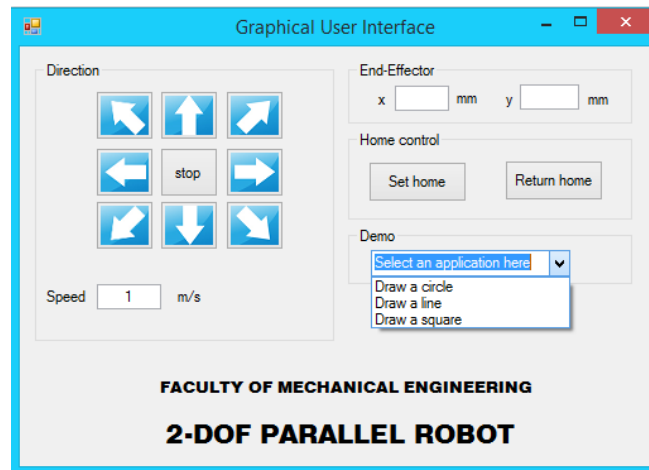 Graphical User Interface
Direction
stop
Speed 1 m/s
End-Effector
x mm y mm
Home control
Set home Return home
Demo
Select an application here
Draw a circle
Draw a line
Draw a square
FACULTY OF MECHANICAL ENGINEERING
2-DOF PARALLEL ROBOT